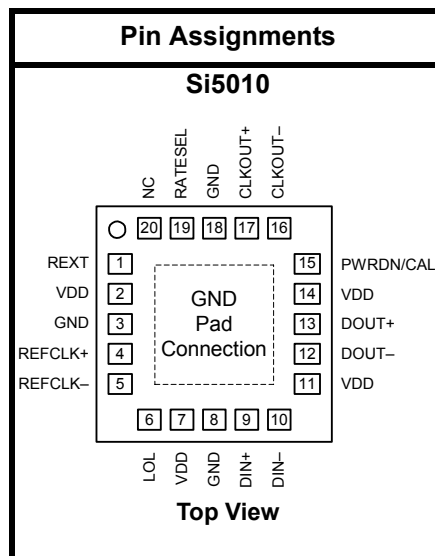 Pin Assignments
Si5010
NC
RATESEL
GND
CLKOUT+
CLKOUT–
20
19
18
17
16
REXT
1
VDD
2
GND
3
REFCLK+
4
REFCLK–
5
GND
Pad
Connection
15
PWRDN/CAL
14
VDD
13
DOUT+
12
DOUT–
11
VDD
6
7
8
9
10
LOL
VDD
GND
DIN+
DIN–
Top View